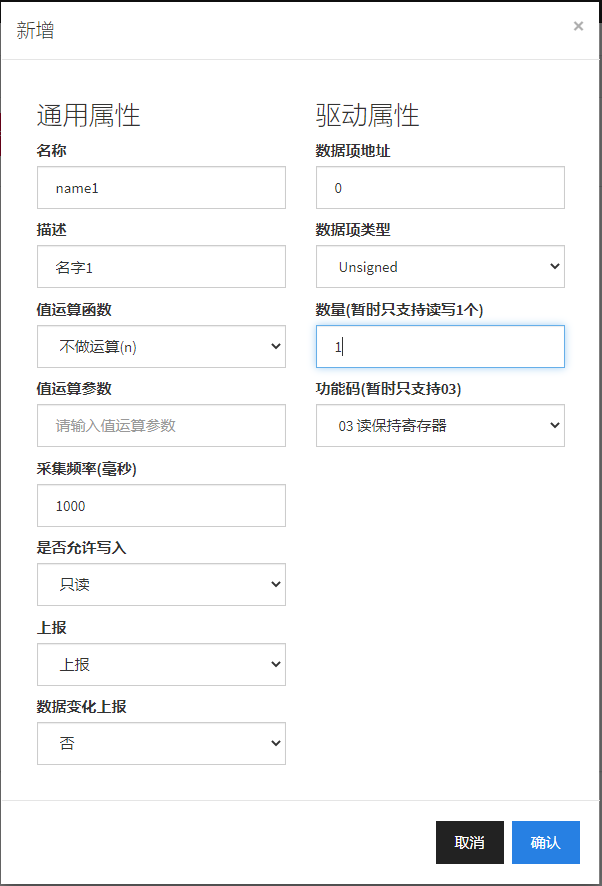 新增
×
通用属性
名称
name1
描述
名字1
值运算函数
不做运算(n)
值运算参数
请输入值运算参数
采集频率(毫秒)
1000
是否允许写入
只读
上报
上报
数据变化上报
否
驱动属性
数据项地址
0
数据项类型
Unsigned
数量(暂时只支持读写1个)
1
功能码(暂时只支持03)
03 读保持寄存器
取消
确认